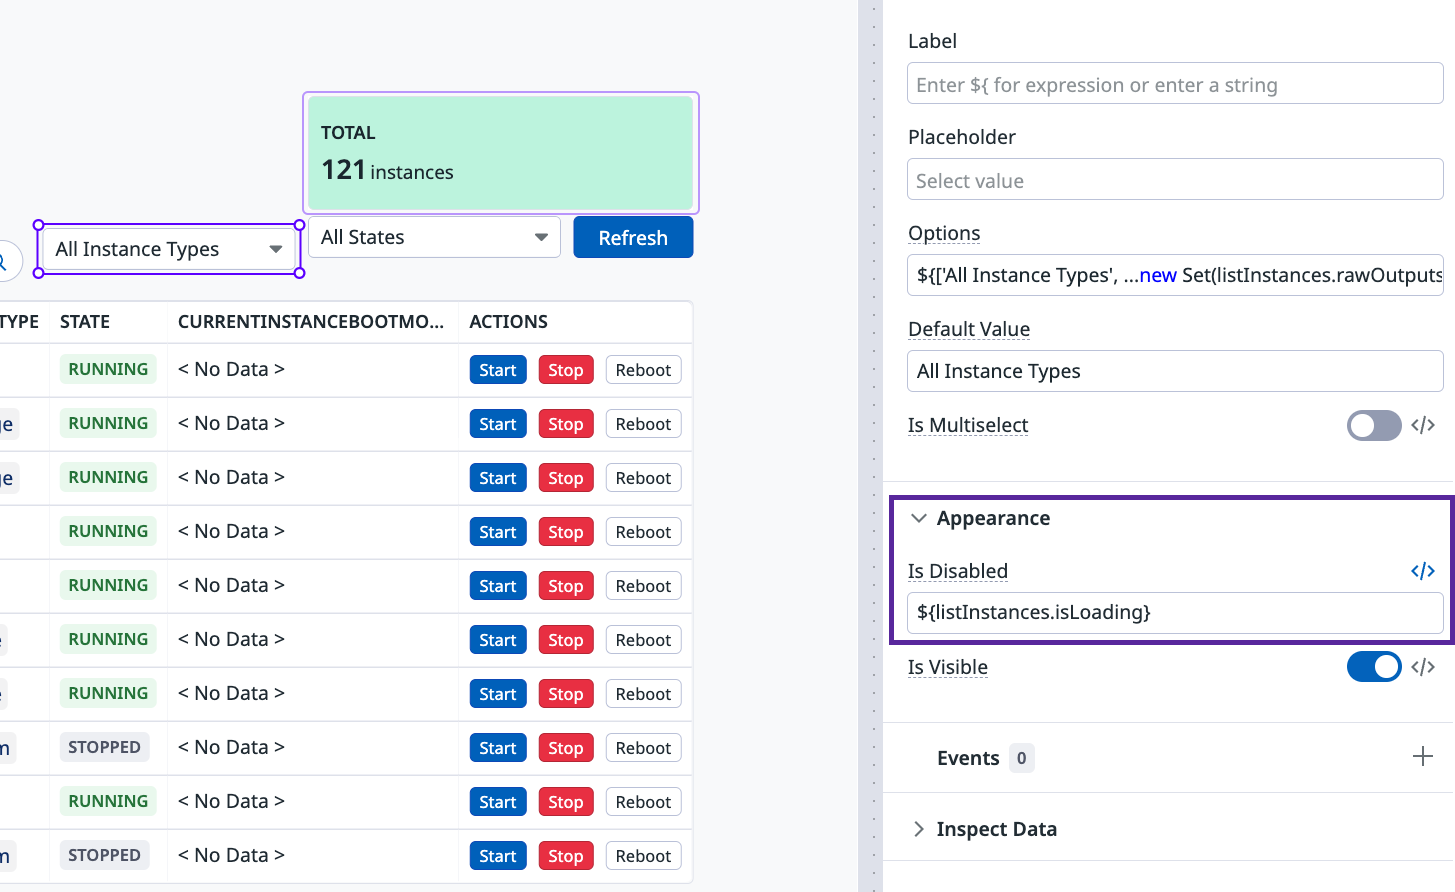 TOTAL
121 instances
All Instance Types
All States
Refresh
TYPE STATE CURRENTINSTANCEBOOTMO... ACTIONS
RUNNING < No Data > Start Stop Reboot
ge RUNNING < No Data > Start Stop Reboot
ge RUNNING < No Data > Start Stop Reboot
RUNNING < No Data > Start Stop Reboot
RUNNING < No Data > Start Stop Reboot
RUNNING < No Data > Start Stop Reboot
RUNNING < No Data > Start Stop Reboot
m STOPPED < No Data > Start Stop Reboot
RUNNING < No Data > Start Stop Reboot
m STOPPED < No Data > Start Stop Reboot
Label
Enter ${ for expression or enter a string
Placeholder
Select value
Options
${['All Instance Types', ...new Set(listInstances.rawOutputs
Default Value
All Instance Types
Is Multiselect </>
Appearance
Is Disabled </>
${listInstances.isLoading}
Is Visible </>
Events 0
Inspect Data